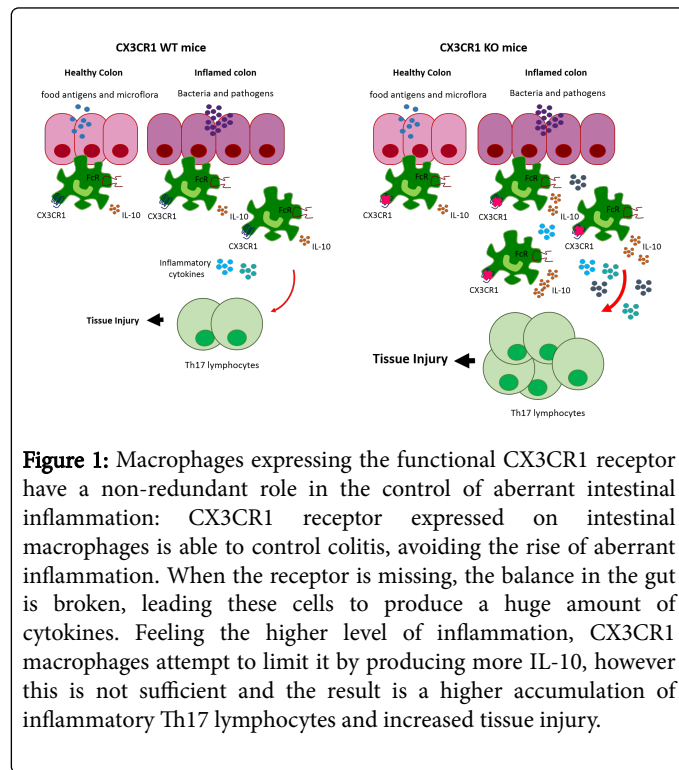 CX3CR1 WT mice
Healthy Colon
Inflamed colon
food antigens and microflora
Bacteria and pathogens
FcR
FcR
CX3CR1
IL-10
CX3CR1
IL-10
FcR
CX3CR1
IL-10
Inflammatory
cytokines
Tissue Injury
Th17 lymphocytes
CX3CR1 KO mice
Healthy Colon
Inflamed colon
food antigens and microflora
Bacteria and pathogens
FcR
FcR
CX3CR1
IL-10
CX3CR1
IL-10
FcR
CX3CR1
IL-10
FcR
CX3CR1
IL-10
Tissue Injury
Th17 lymphocytes
Figure 1: Macrophages expressing the functional CX3CR1 receptor
have a non-redundant role in the control of aberrant intestinal
inflammation: CX3CR1 receptor expressed on intestinal
macrophages is able to control colitis, avoiding the rise of aberrant
inflammation. When the receptor is missing, the balance in the gut
is broken, leading these cells to produce a huge amount of
cytokines. Feeling the higher level of inflammation, CX3CR1
macrophages attempt to limit it by producing more IL-10, however
this is not sufficient and the result is a higher accumulation of
inflammatory Th17 lymphocytes and increased tissue injury.